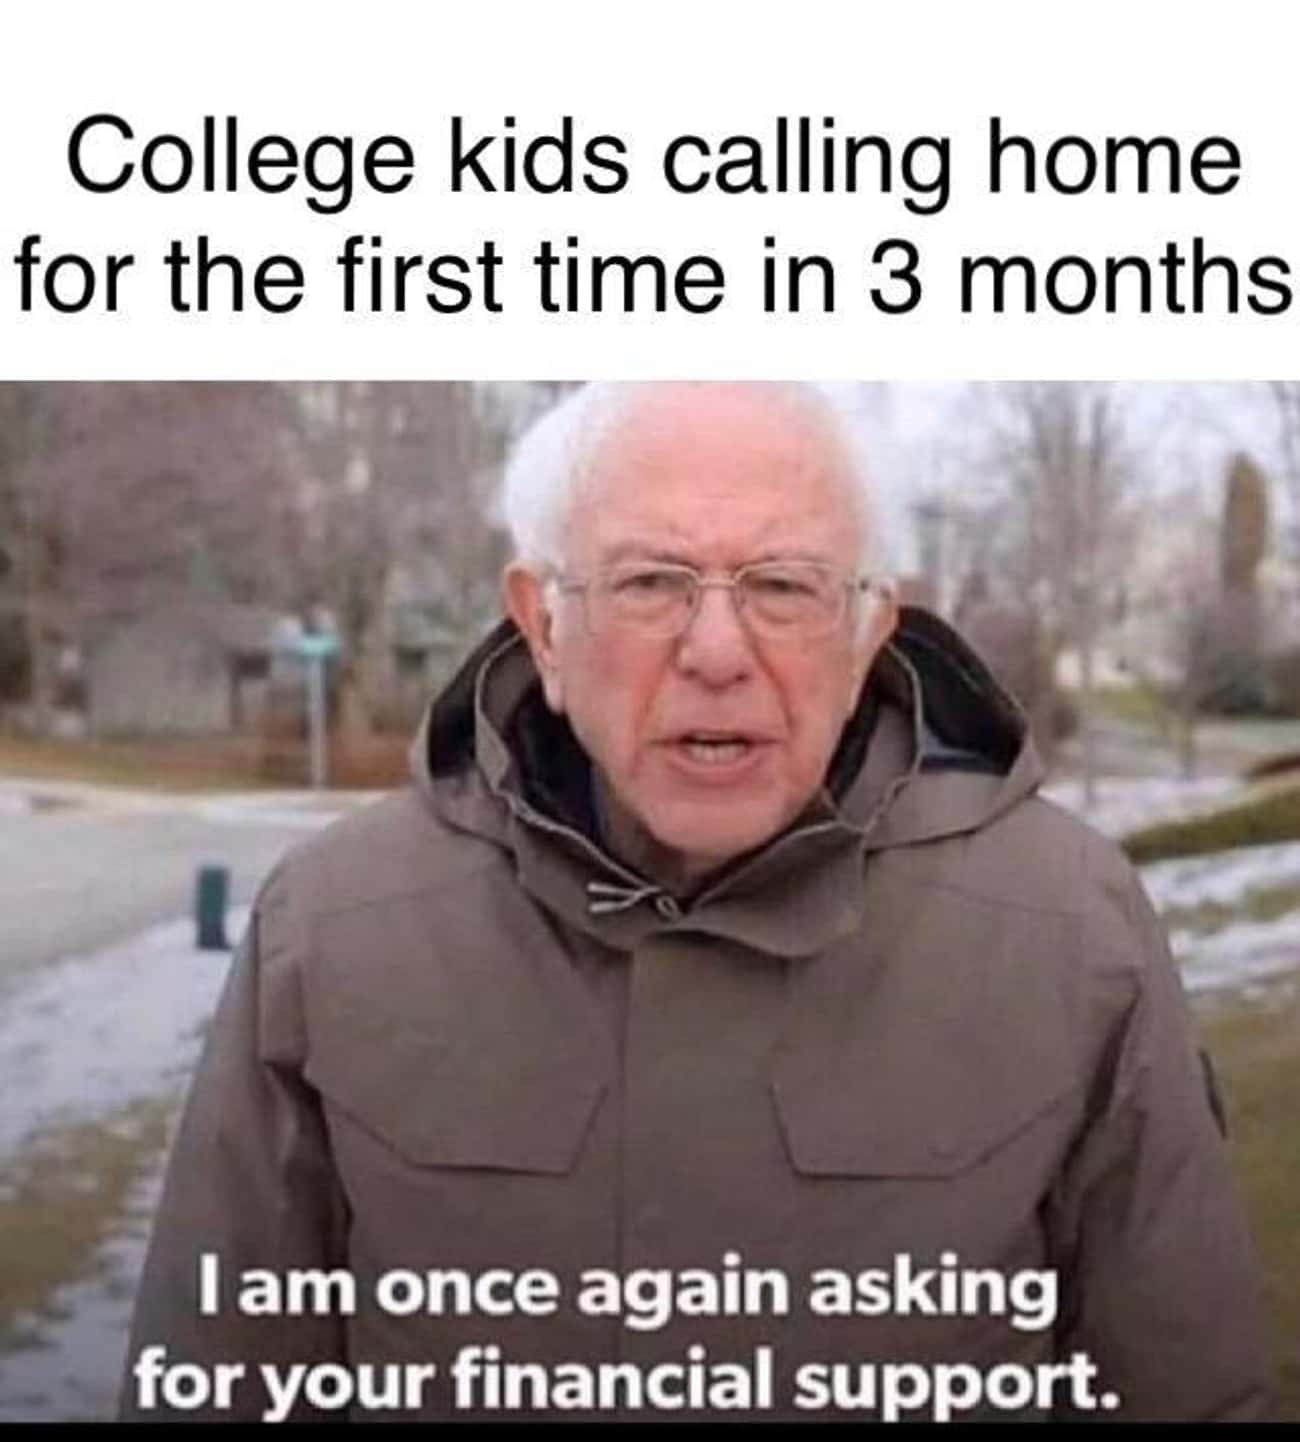 College kids calling home
for the first time in 3 months
I am once again asking
for your financial support.